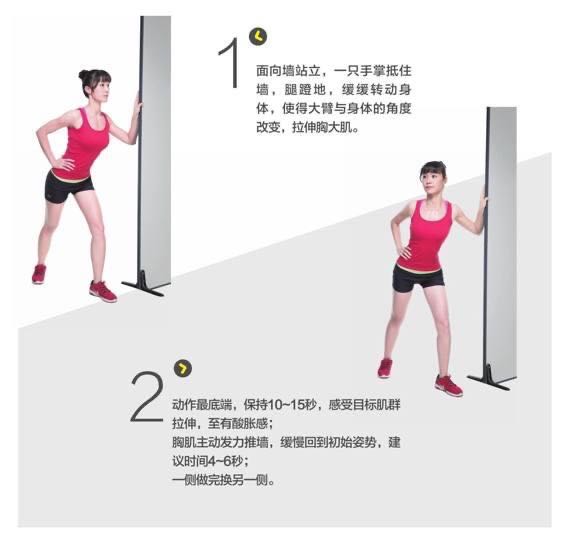 1
面向墙站立，一只手掌抵住
墙，腿蹬地，缓缓转动身
体，使得大臂与身体的角度
改变，拉伸胸大肌。
2
动作最底端，保持10~15秒，感受目标肌群
拉伸，至有酸胀感；
胸肌主动发力推墙，缓慢回到初始姿势，建
议时间4~6秒；
一侧做完换另一侧。